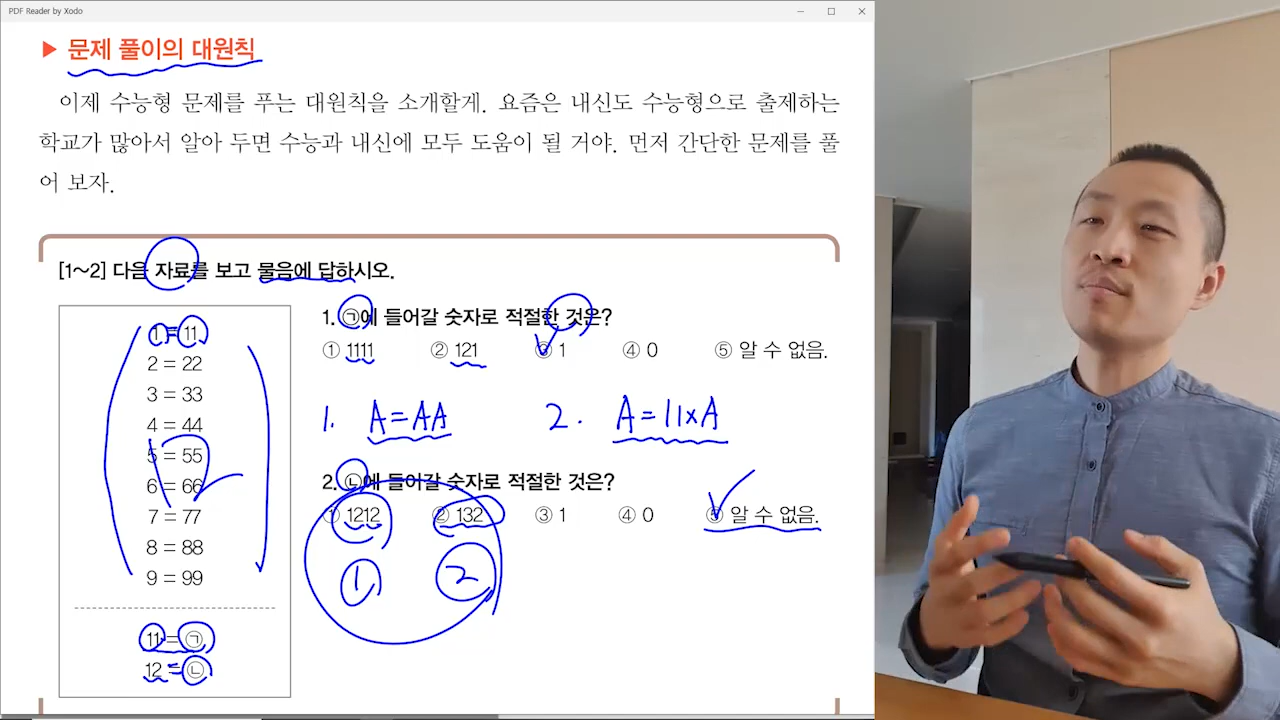 PDF Reader by Xodo
▶ 문제 풀이의 대원칙
이제 수능형 문제를 푸는 대원칙을 소개할게. 요즘은 내신도 수능형으로 출제하는
학교가 많아서 알아 두면 수능과 내신에 모두 도움이 될 거야. 먼저 간단한 문제를 풀
어 보자.
[1~2] 다음 자료를 보고 물음에 답하시오.
1 = 11
2 = 22
3 = 33
4 = 44
5 = 55
6 = 66
7 = 77
8 = 88
9 = 99
11 = ㉠
12 = ㉡
1. ㉠에 들어갈 숫자로 적절한 것은?
① 1111 ② 121 ③ 1 ④ 0 ⑤ 알 수 없음.
1. A=AA 2. A=11×A
2. ㉡에 들어갈 숫자로 적절한 것은?
① 1212 ② 132 ③ 1 ④ 0 ⑤ 알 수 없음.
① ②